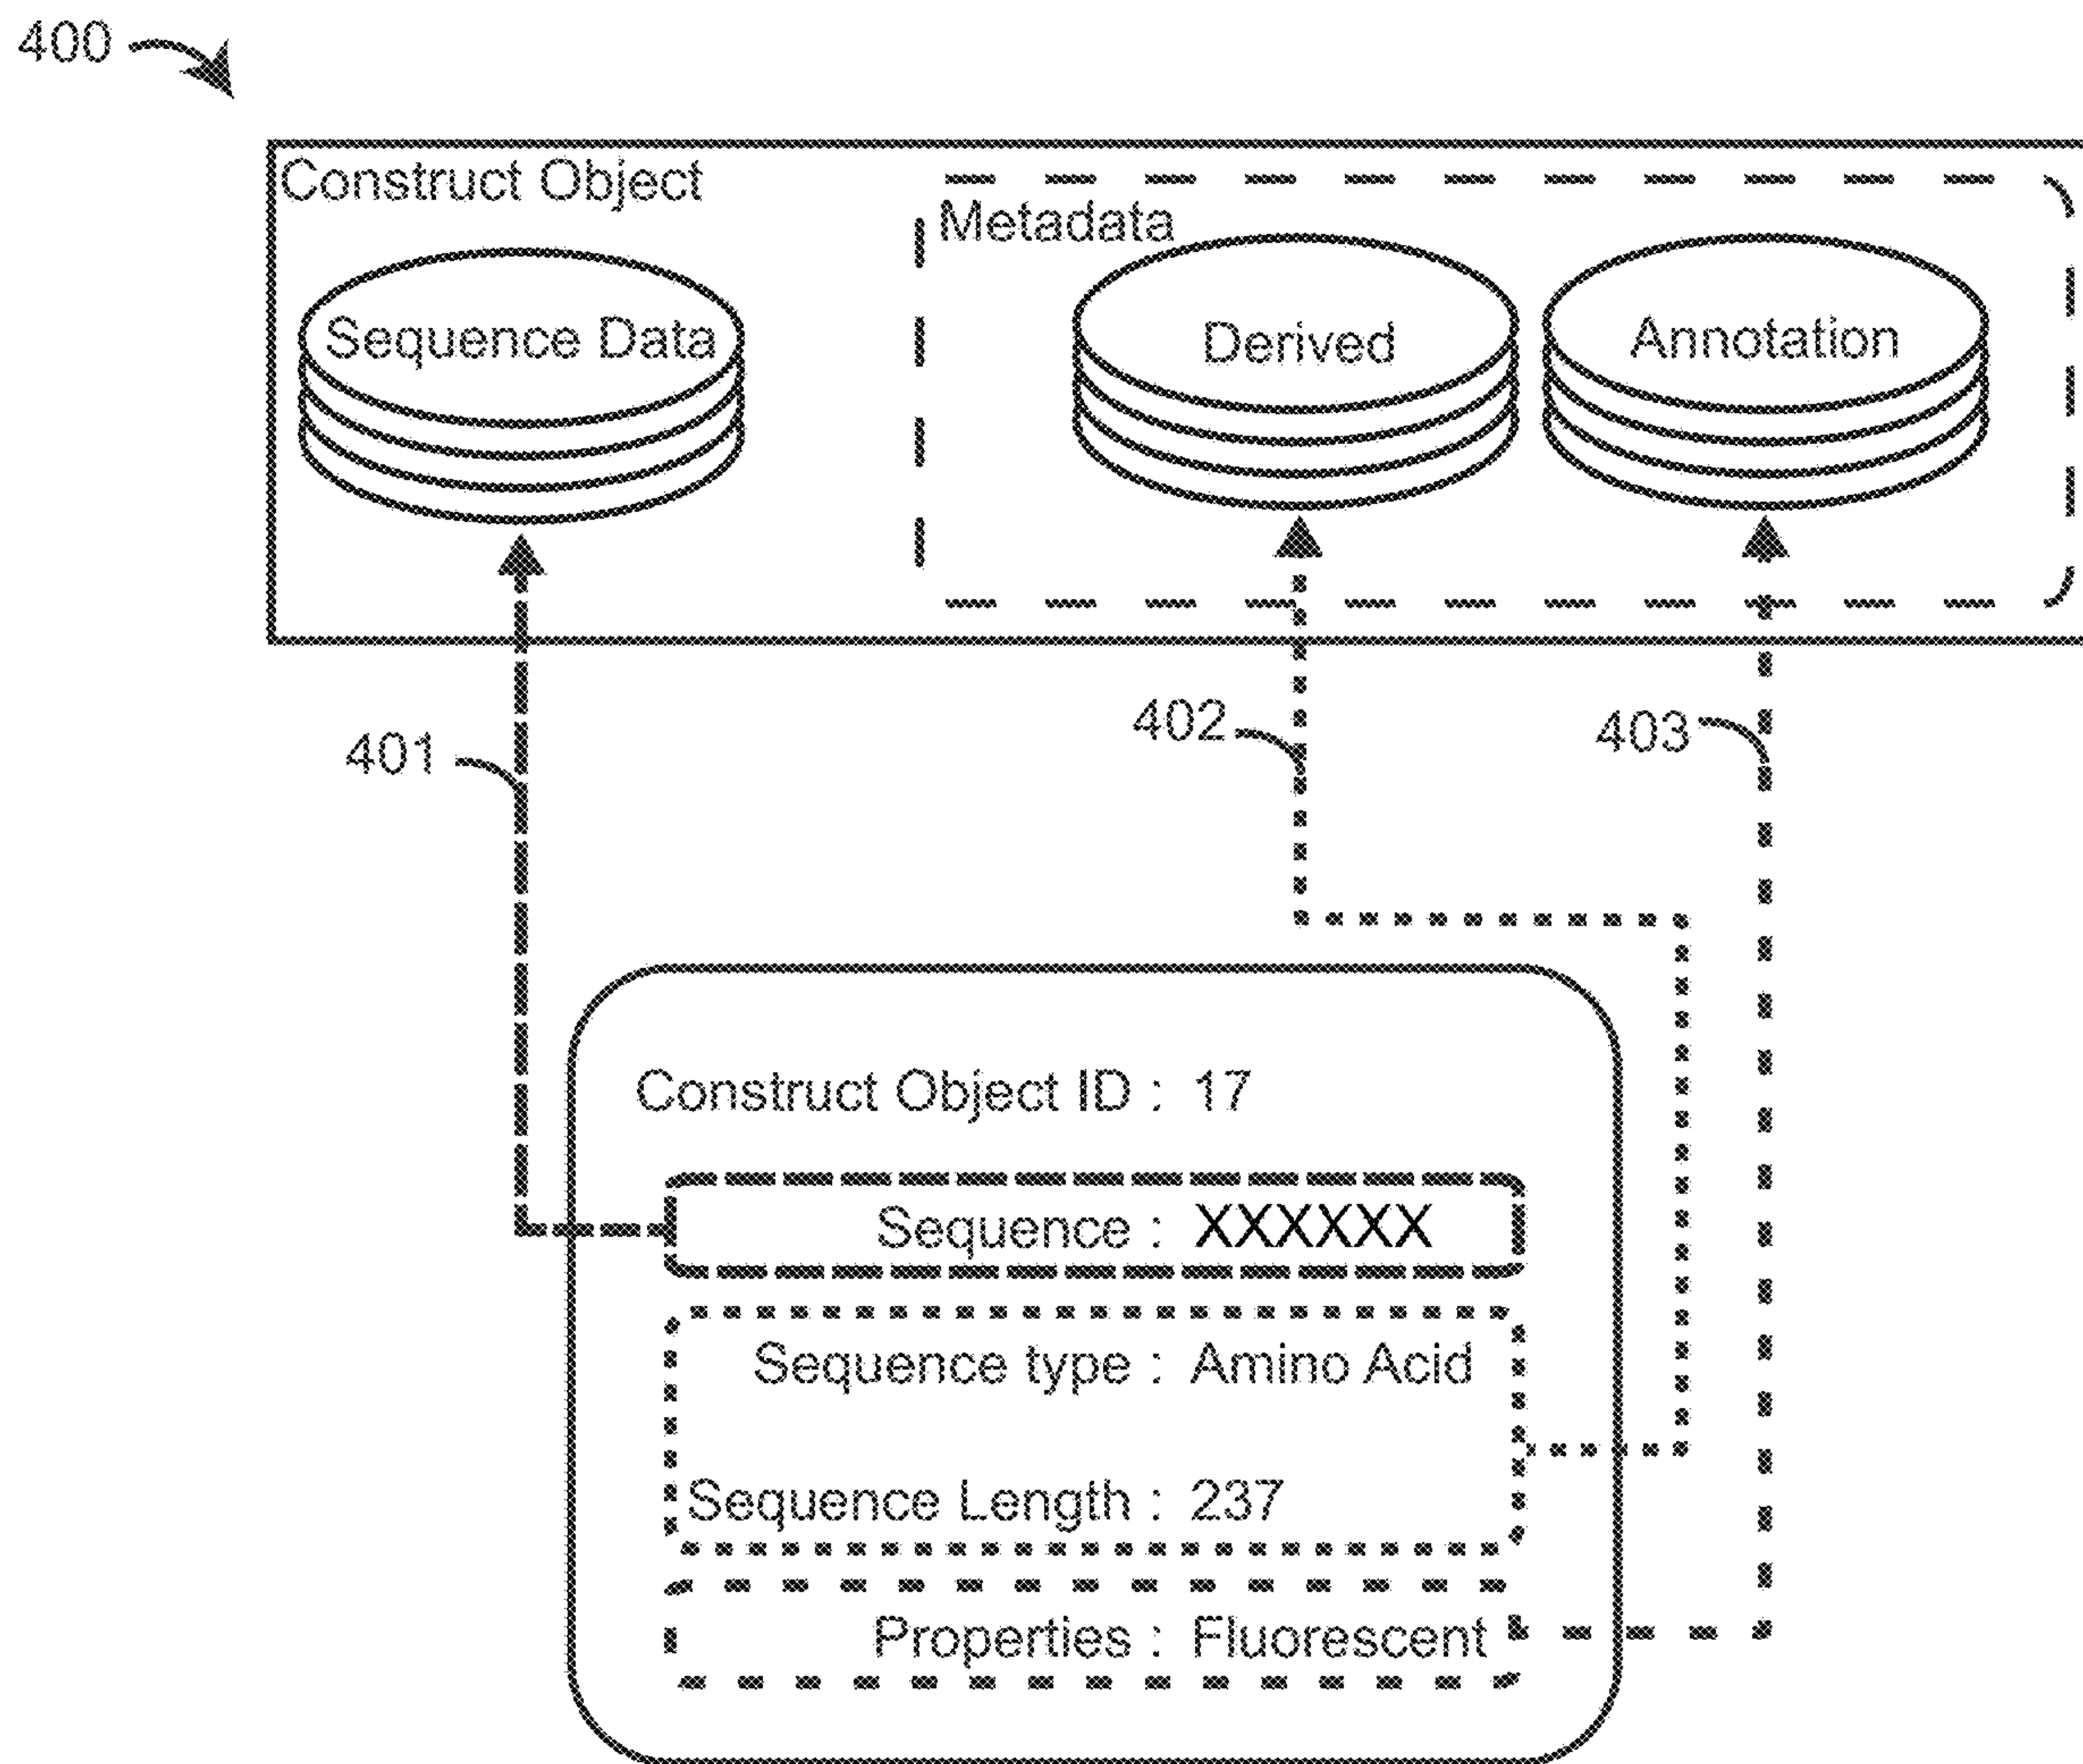 400
Construct Object
Metadata
Sequence Data
Derived
Annotation
401
402
403
Construct Object ID : 17
Sequence : XXXXXX
Sequence type : Amino Acid
Sequence Length : 237
Properties : Fluorescent